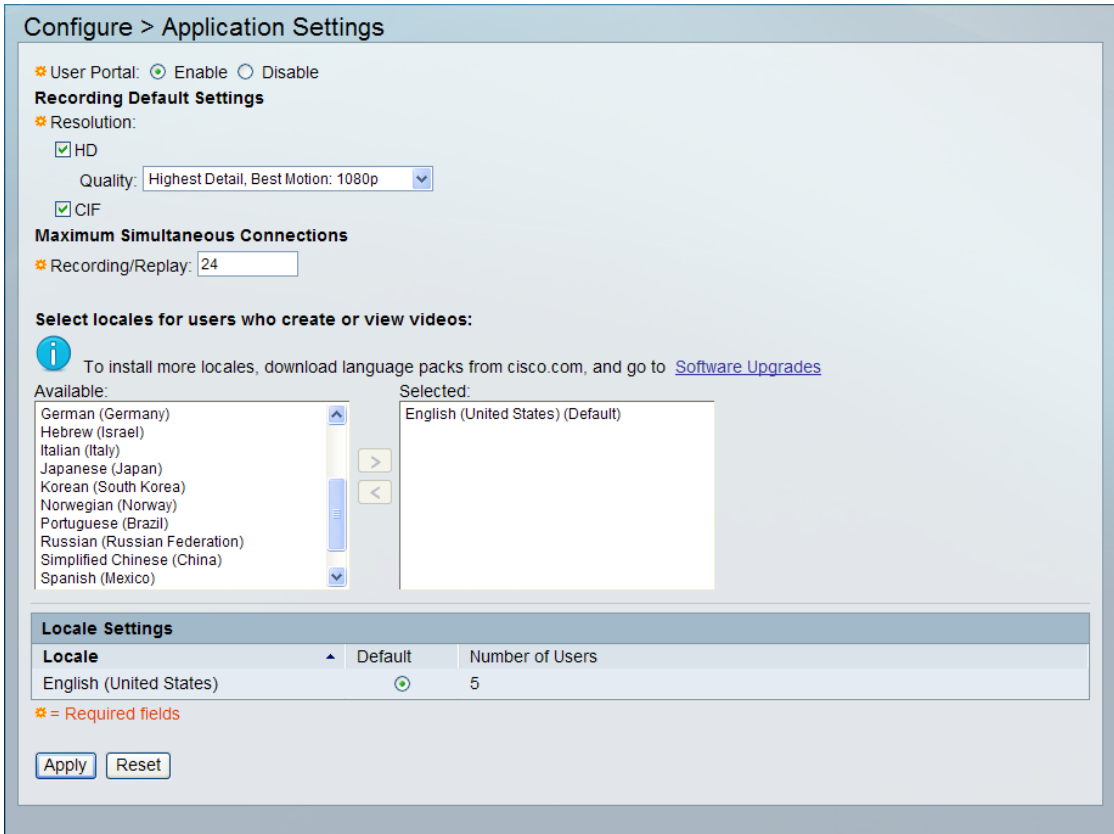 Configure > Application Settings
User Portal: Enable Disable
Recording Default Settings
Resolution:
HD
Quality: Highest Detail, Best Motion: 1080p
CIF
Maximum Simultaneous Connections
Recording/Replay: 24
Select locales for users who create or view videos:
To install more locales, download language packs from cisco.com, and go to Software Upgrades
Available:
German (Germany)
Hebrew (Israel)
Italian (Italy)
Japanese (Japan)
Korean (South Korea)
Norwegian (Norway)
Portuguese (Brazil)
Russian (Russian Federation)
Simplified Chinese (China)
Spanish (Mexico)
>
<
Selected:
English (United States) (Default)
Locale Settings
Locale Default Number of Users
English (United States) 5
= Required fields
Apply Reset